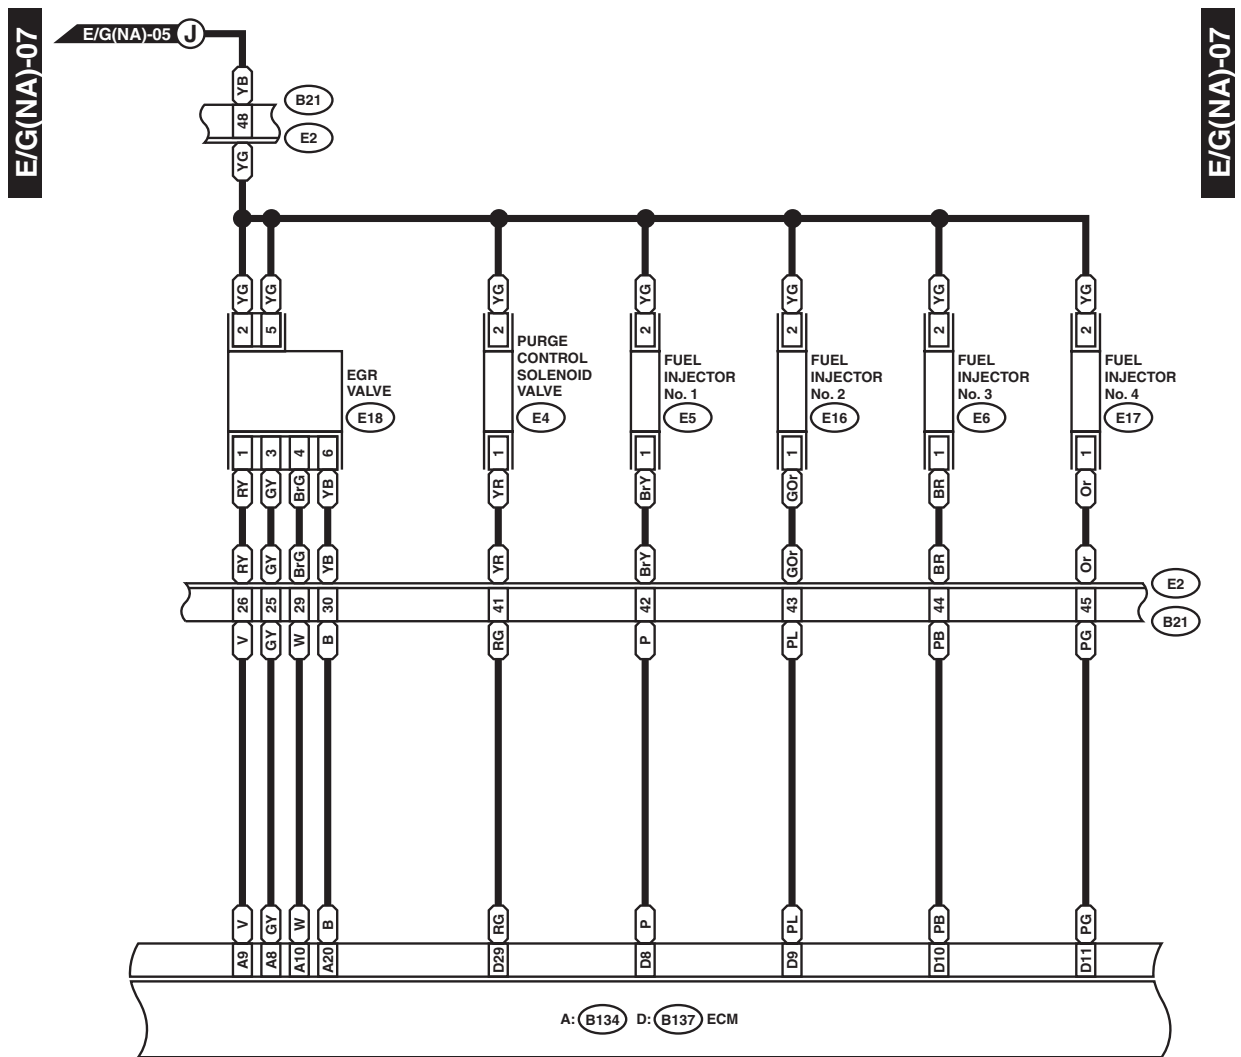 E/G(NA)-07
E/G(NA)-07
E/G(NA)-05 J
YB
48
B21
E2
YG
YG YG YG YG YG YG YG
2 5 2 2 2 2 2
EGR
VALVE
E18
PURGE
CONTROL
SOLENOID
VALVE
E4
FUEL
INJECTOR
No. 1
E5
FUEL
INJECTOR
No. 2
E16
FUEL
INJECTOR
No. 3
E6
FUEL
INJECTOR
No. 4
E17
1 3 4 6 1 1 1 1 1
RY GY BrG YB YR BrY GOr BR Or
RY GY BrG YB YR BrY GOr BR Or
E2
26 25 29 30 41 42 43 44 45
B21
V GY W B RG P PL PB PG
V GY W B RG P PL PB PG
A9 A8 A10 A20 D29 D8 D9 D10 D11
A: B134 D: B137 ECM